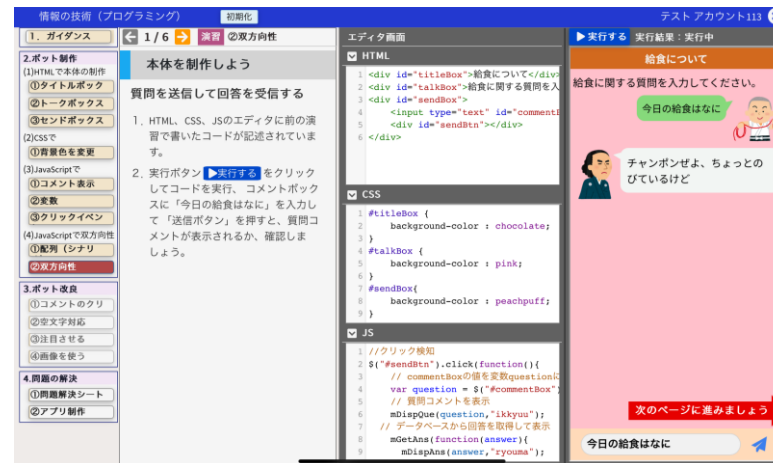 情報の技術（プログラミング）
初期化
テスト アカウント113
1．ガイダンス
2.ボット制作
(1)HTMLで本体の制作
①タイトルボック
②トークボックス
③センドボックス
(2)CSSで
①背景色を変更
(3)JavaScriptで
①コメント表示
②変数
③クリックイベン
(4)JavaScriptで双方向性
①配列（シナリ
②双方向性
3.ボット改良
①コメントのクリ
②空文字対応
③注目させる
④画像を使う
4.問題の解決
①問題解決シート
②アプリ制作
1 / 6
演習
②双方向性
本体を制作しよう
質問を送信して回答を受信する
1．HTML、CSS、JSのエディタに前の演
習で書いたコードが記述されていま
す。
2．実行ボタン ▶実行する をクリック
してコードを実行、コメントボック
スに「今日の給食はなに」を入力し
て「送信ボタン」を押すと、質問コ
メントが表示されるか、確認しま
しょう。
エディタ画面
HTML
1 <div id="titleBox">給食について</div>
2 <div id="talkBox">給食に関する質問を入
3 <div id="sendBox">
4 <input type="text" id="comment
5 <div id="sendBtn"></div>
6 </div>
CSS
1 #titleBox {
2 background-color : chocolate;
3 }
4 #talkBox {
5 background-color : pink;
6 }
7 #sendBox{
8 background-color : peachpuff;
9 }
JS
1 //クリック検知
2 $("#sendBtn").click(function(){
3 // commentBoxの値を変数questionに
4 var question = $("#commentBox")
5 // 質問コメントを表示
6 mDispQue(question,"ikkyuu");
7 // データベースから回答を取得して表示
8 mGetAns(function(answer){
9 mDispAns(answer,"ryouma");
▶実行する 実行結果：実行中
給食について
給食に関する質問を入力してください。
今日の給食はなに
チャンポンぜよ、ちょっとの
びているけど
次のページに進みましょう
今日の給食はなに